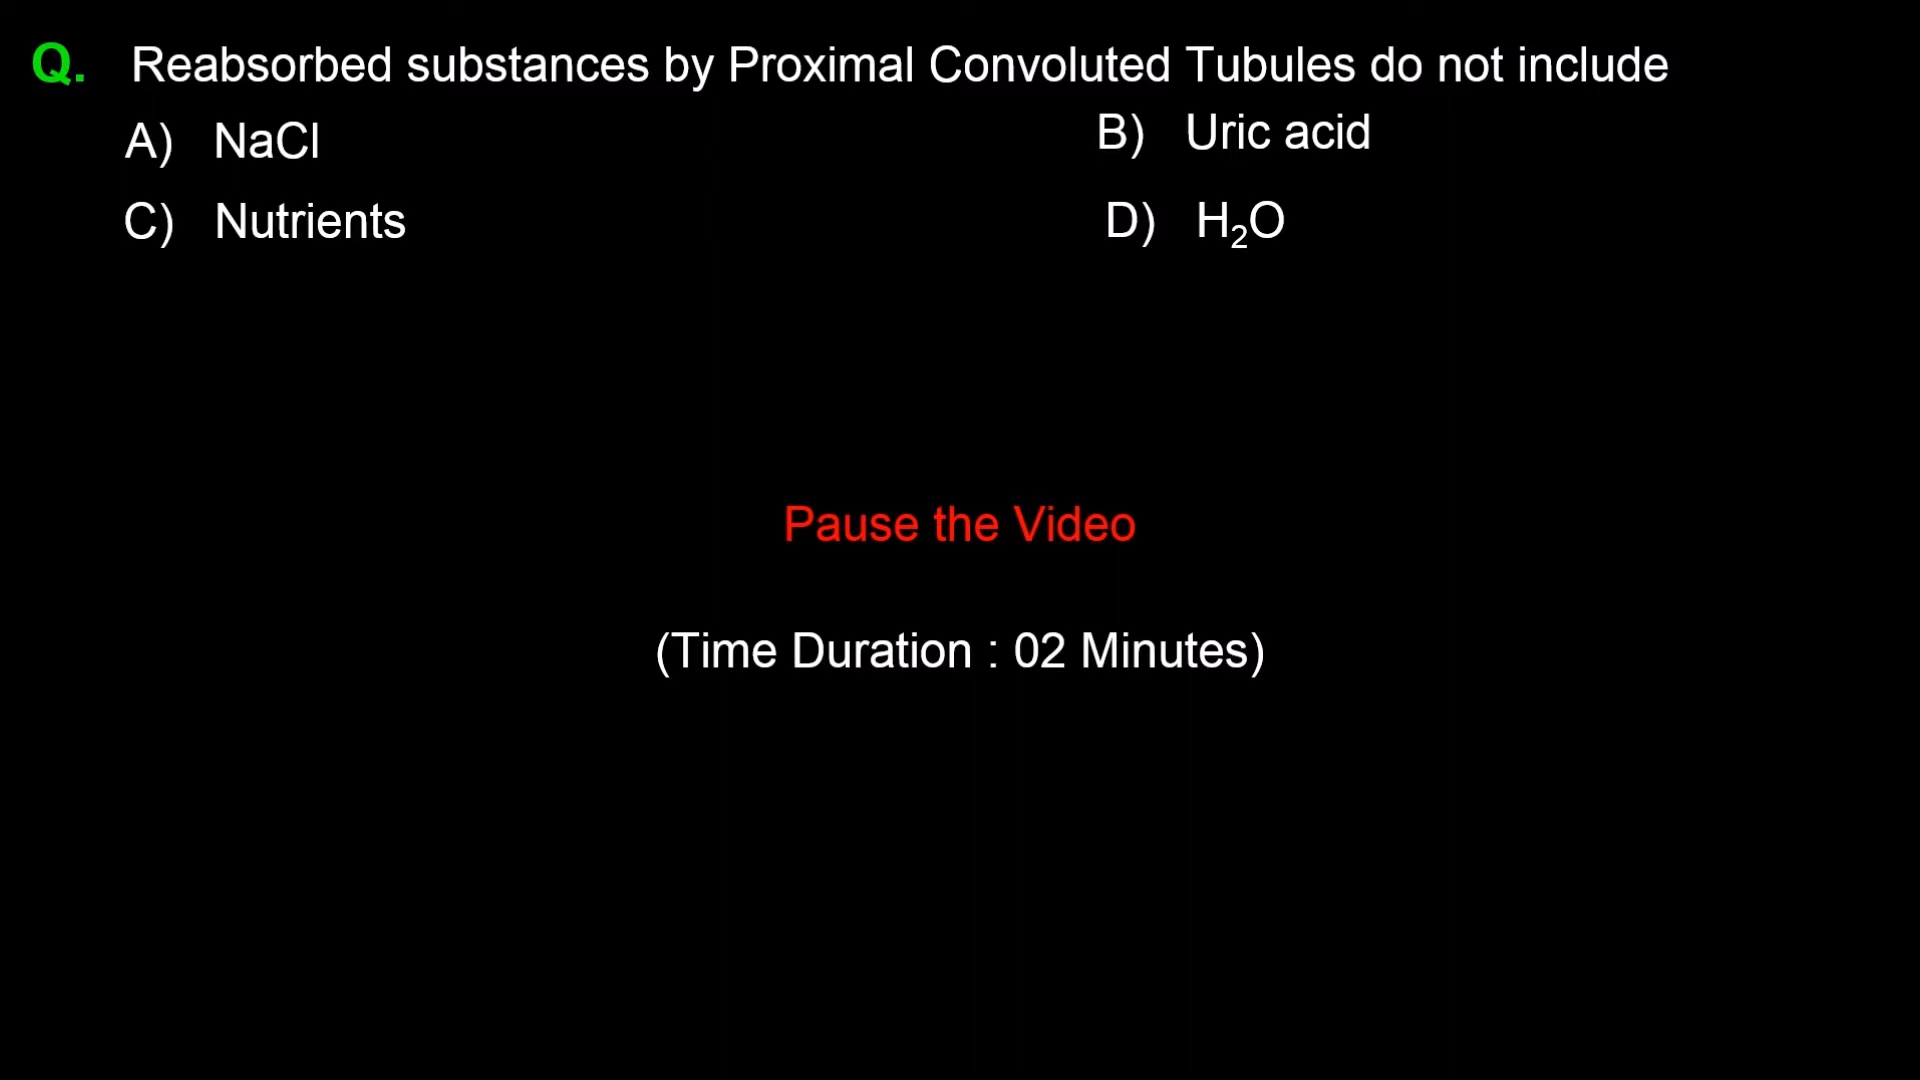 Q. Reabsorbed substances by Proximal Convoluted Tubules do not include
A) NaCl B) Uric acid
C) Nutrients D) H₂O
Pause the Video
(Time Duration : 02 Minutes)